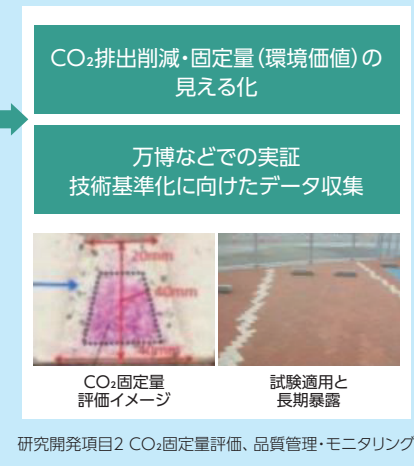 CO₂排出削減・固定量(環境価値)の
見える化
万博などでの実証
技術基準化に向けたデータ収集
20mm
40mm
40mm
CO₂固定量
評価イメージ
試験適用と
長期暴露
研究開発項目2 CO₂固定量評価、品質管理・モニタリング